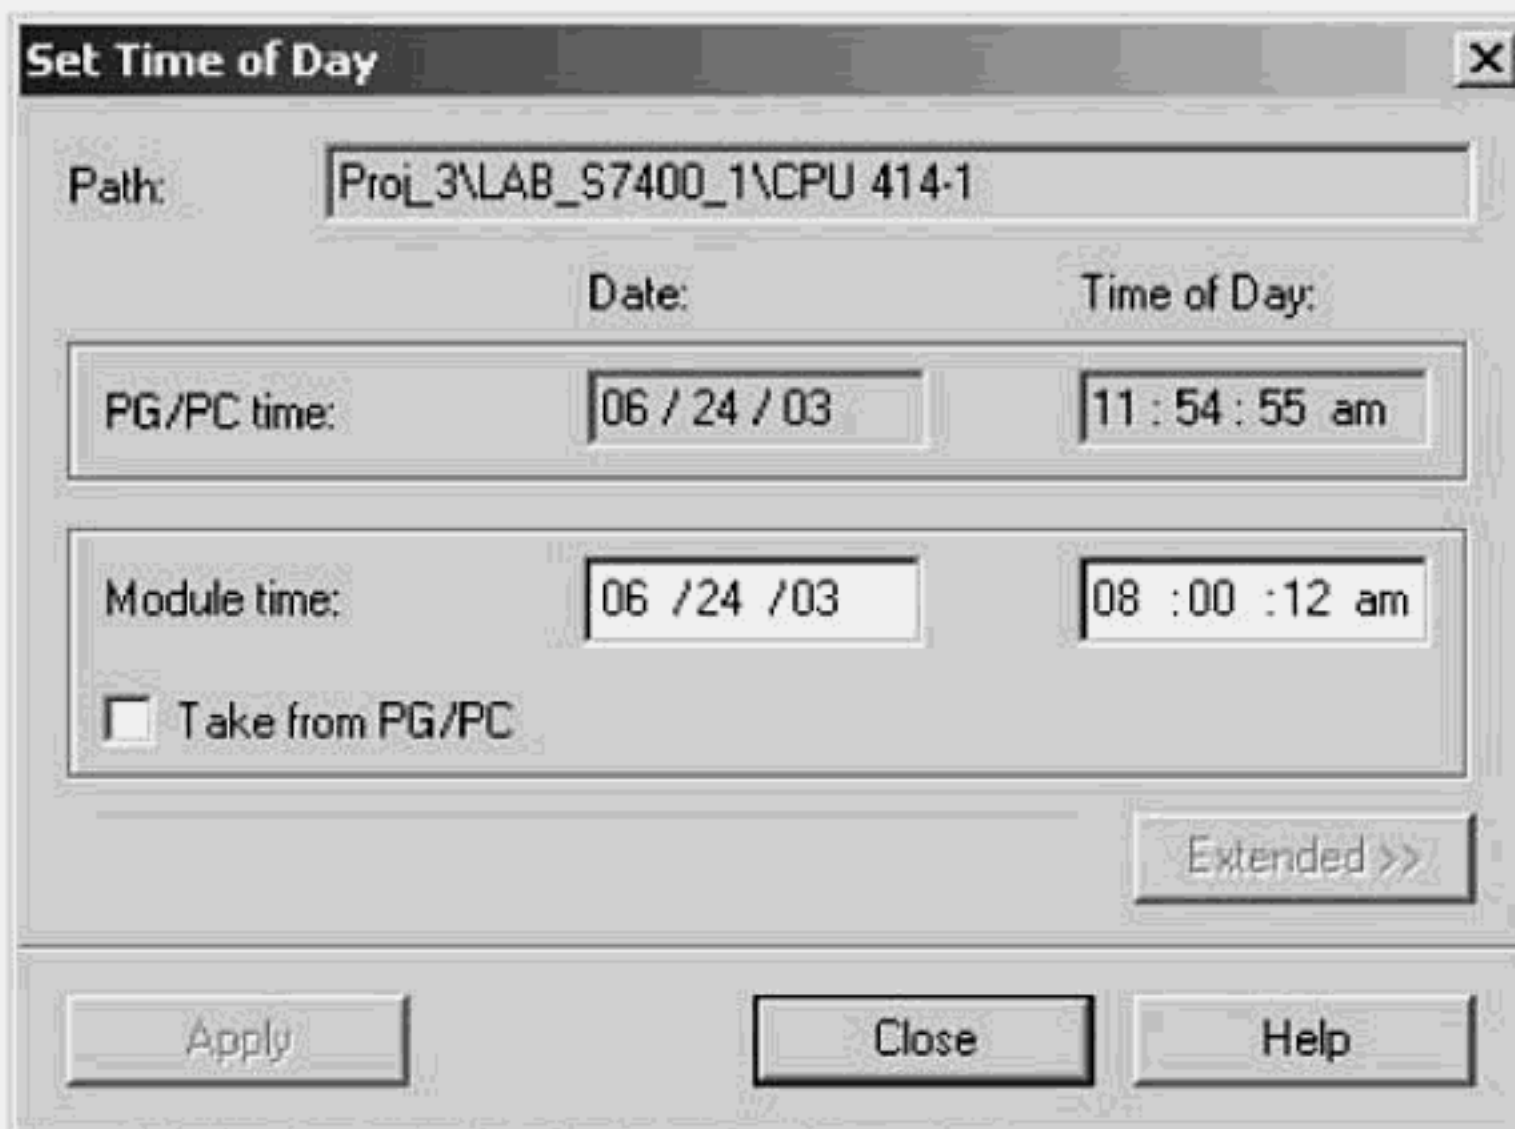 Set Time of Day
Path: Proj_3\LAB_S7400_1\CPU 414-1
Date: Time of Day:
PG/PC time: 06 / 24 / 03 11 : 54 : 55 am
Module time: 06 /24 /03 08 :00 :12 am
Take from PG/PC
Extended >>
Apply Close Help